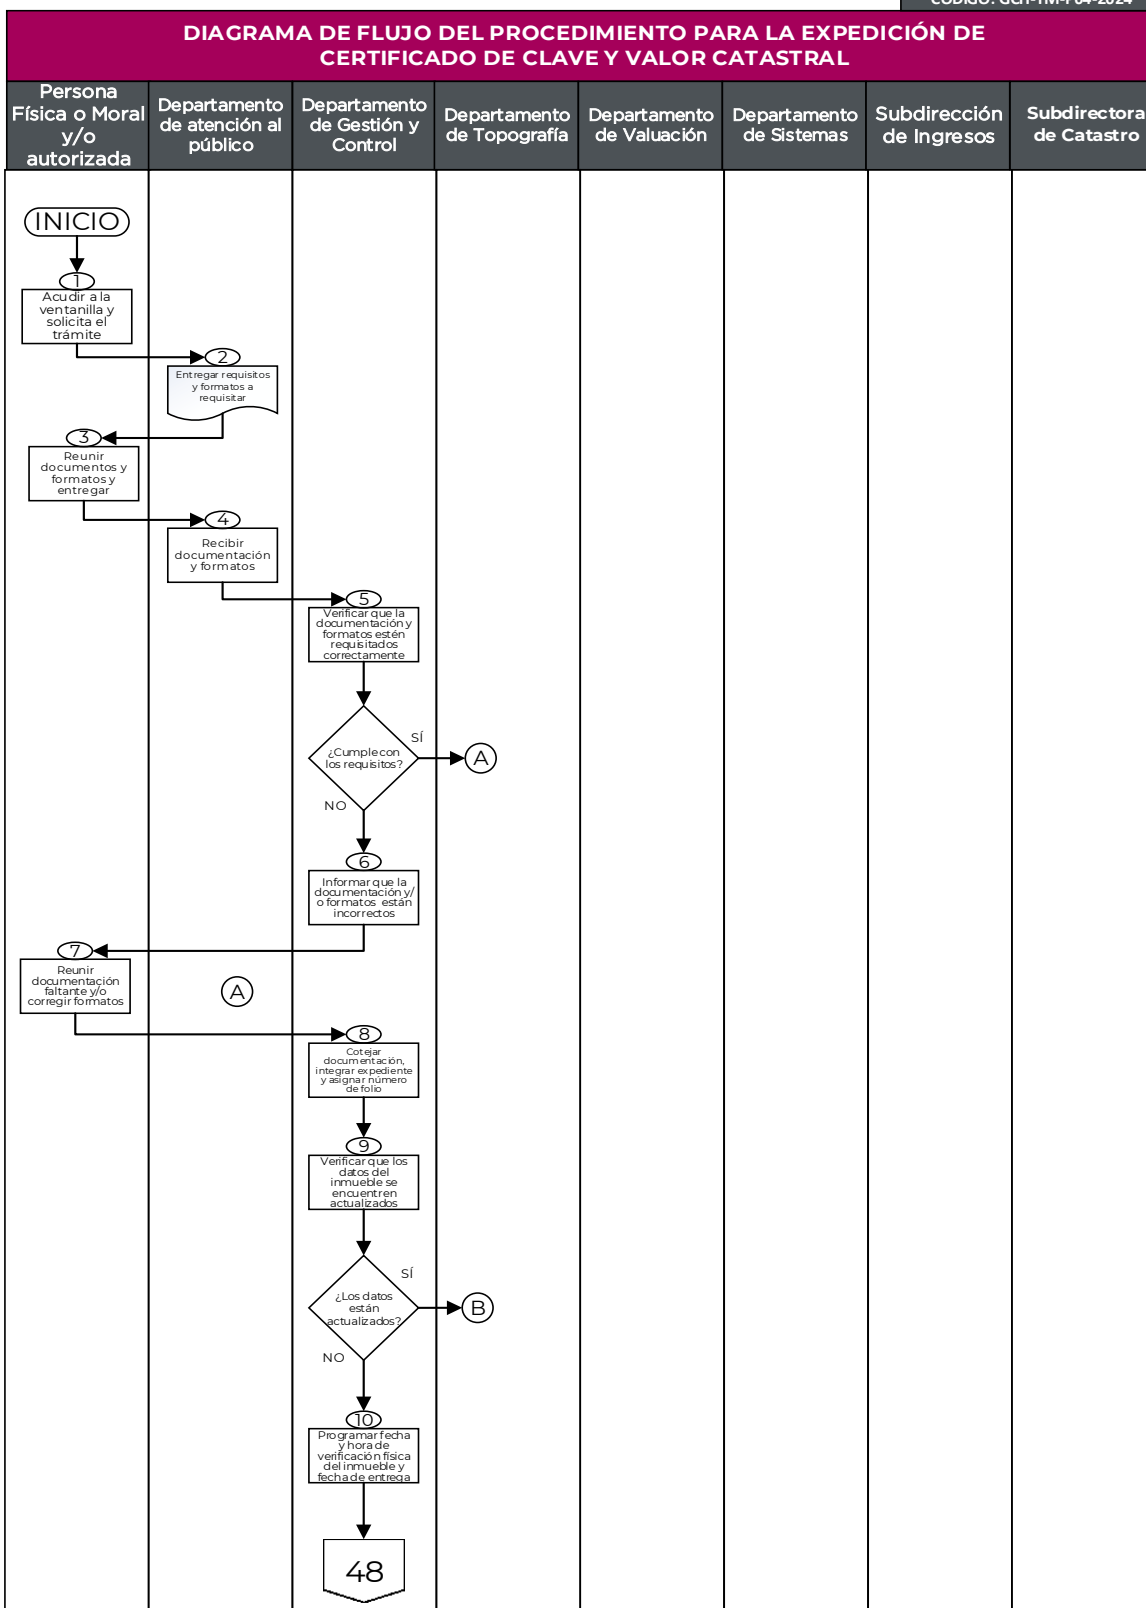 CÓDIGO: GCH-TM-P04-2024
DIAGRAMA DE FLUJO DEL PROCEDIMIENTO PARA LA EXPEDICIÓN DE
CERTIFICADO DE CLAVE Y VALOR CATASTRAL
Persona
Física o Moral
y/o
autorizada
Departamento
de atención al
público
Departamento
de Gestión y
Control
Departamento
de Topografía
Departamento
de Valuación
Departamento
de Sistemas
Subdirección
de Ingresos
Subdirectora
de Catastro
INICIO
1
Acudir a la
ventanilla y
solicita el
trámite
2
Entregar requisitos
y formatos a
requisitar
3
Reunir
documentos y
formatos y
entregar
4
Recibir
documentación
y formatos
5
Verificar que la
documentación y
formatos estén
requisitados
correctamente
¿Cumple con
los requisitos?
SÍ
A
NO
6
Informar que la
documentación y/
o formatos están
incorrectos
7
Reunir
documentación
faltante y/o
corregir formatos
A
8
Cotejar
documentación,
integrar expediente
y asignar número
de folio
9
Verificar que los
datos del
inmueble se
encuentren
actualizados
SÍ
¿Los datos
están
actualizados?
B
NO
10
Programar fecha
y hora de
verificación física
del inmueble y
fecha de entrega
48